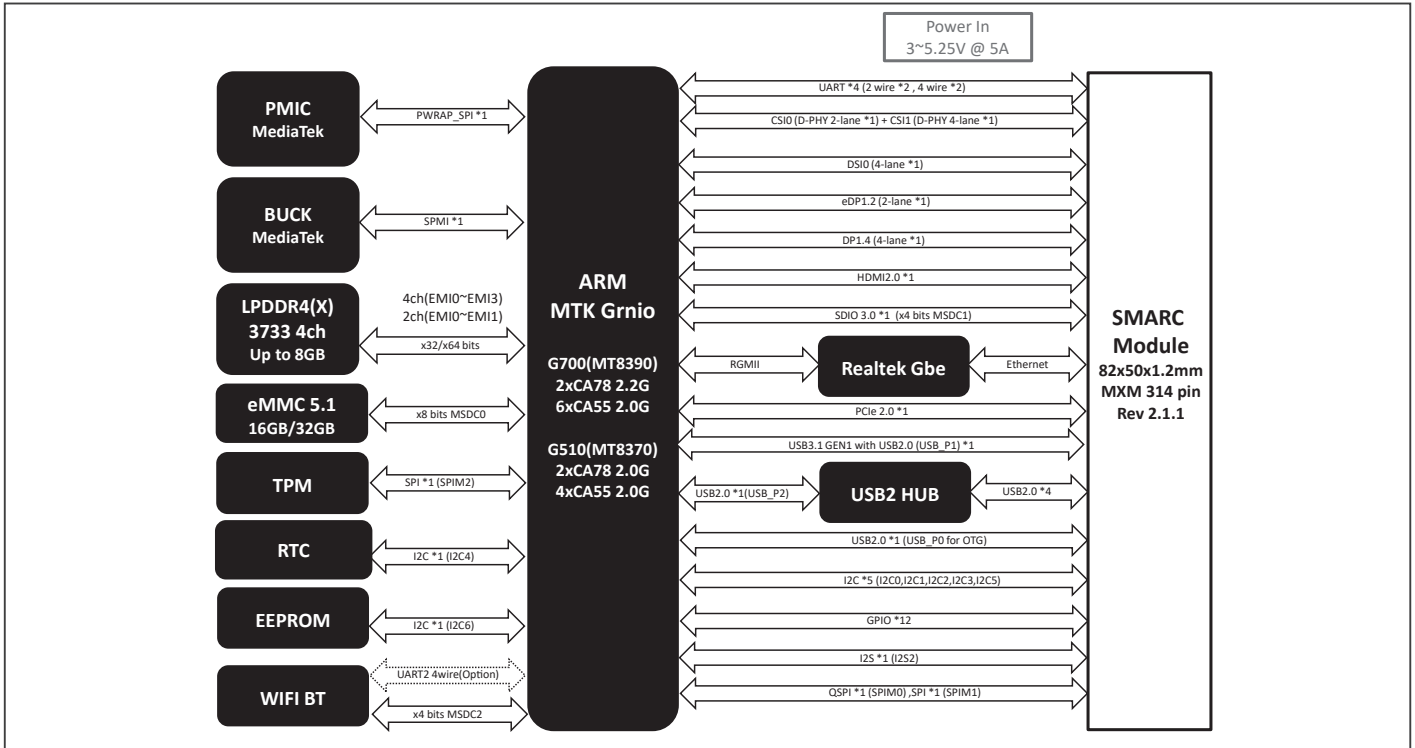 Power In
3~5.25V @ 5A
PMIC
MediaTek
PWRAP_SPI *1
BUCK
MediaTek
SPMI *1
LPDDR4(X)
3733 4ch
Up to 8GB
4ch(EMI0~EMI3)
2ch(EMI0~EMI1)
x32/x64 bits
eMMC 5.1
16GB/32GB
x8 bits MSDC0
TPM
SPI *1 (SPIM2)
RTC
I2C *1 (I2C4)
EEPROM
I2C *1 (I2C6)
WIFI BT
UART2 4wire(Option)
x4 bits MSDC2
ARM
MTK Grnio
G700(MT8390)
2xCA78 2.2G
6xCA55 2.0G
G510(MT8370)
2xCA78 2.0G
4xCA55 2.0G
UART *4 (2 wire *2 , 4 wire *2)
CSI0 (D-PHY 2-lane *1) + CSI1 (D-PHY 4-lane *1)
DSI0 (4-lane *1)
eDP1.2 (2-lane *1)
DP1.4 (4-lane *1)
HDMI2.0 *1
SDIO 3.0 *1 (x4 bits MSDC1)
RGMII
Realtek Gbe
Ethernet
PCIe 2.0 *1
USB3.1 GEN1 with USB2.0 (USB_P1) *1
USB2.0 *1(USB_P2)
USB2 HUB
USB2.0 *4
USB2.0 *1 (USB_P0 for OTG)
I2C *5 (I2C0,I2C1,I2C2,I2C3,I2C5)
GPIO *12
I2S *1 (I2S2)
QSPI *1 (SPIM0) ,SPI *1 (SPIM1)
SMARC
Module
82x50x1.2mm
MXM 314 pin
Rev 2.1.1